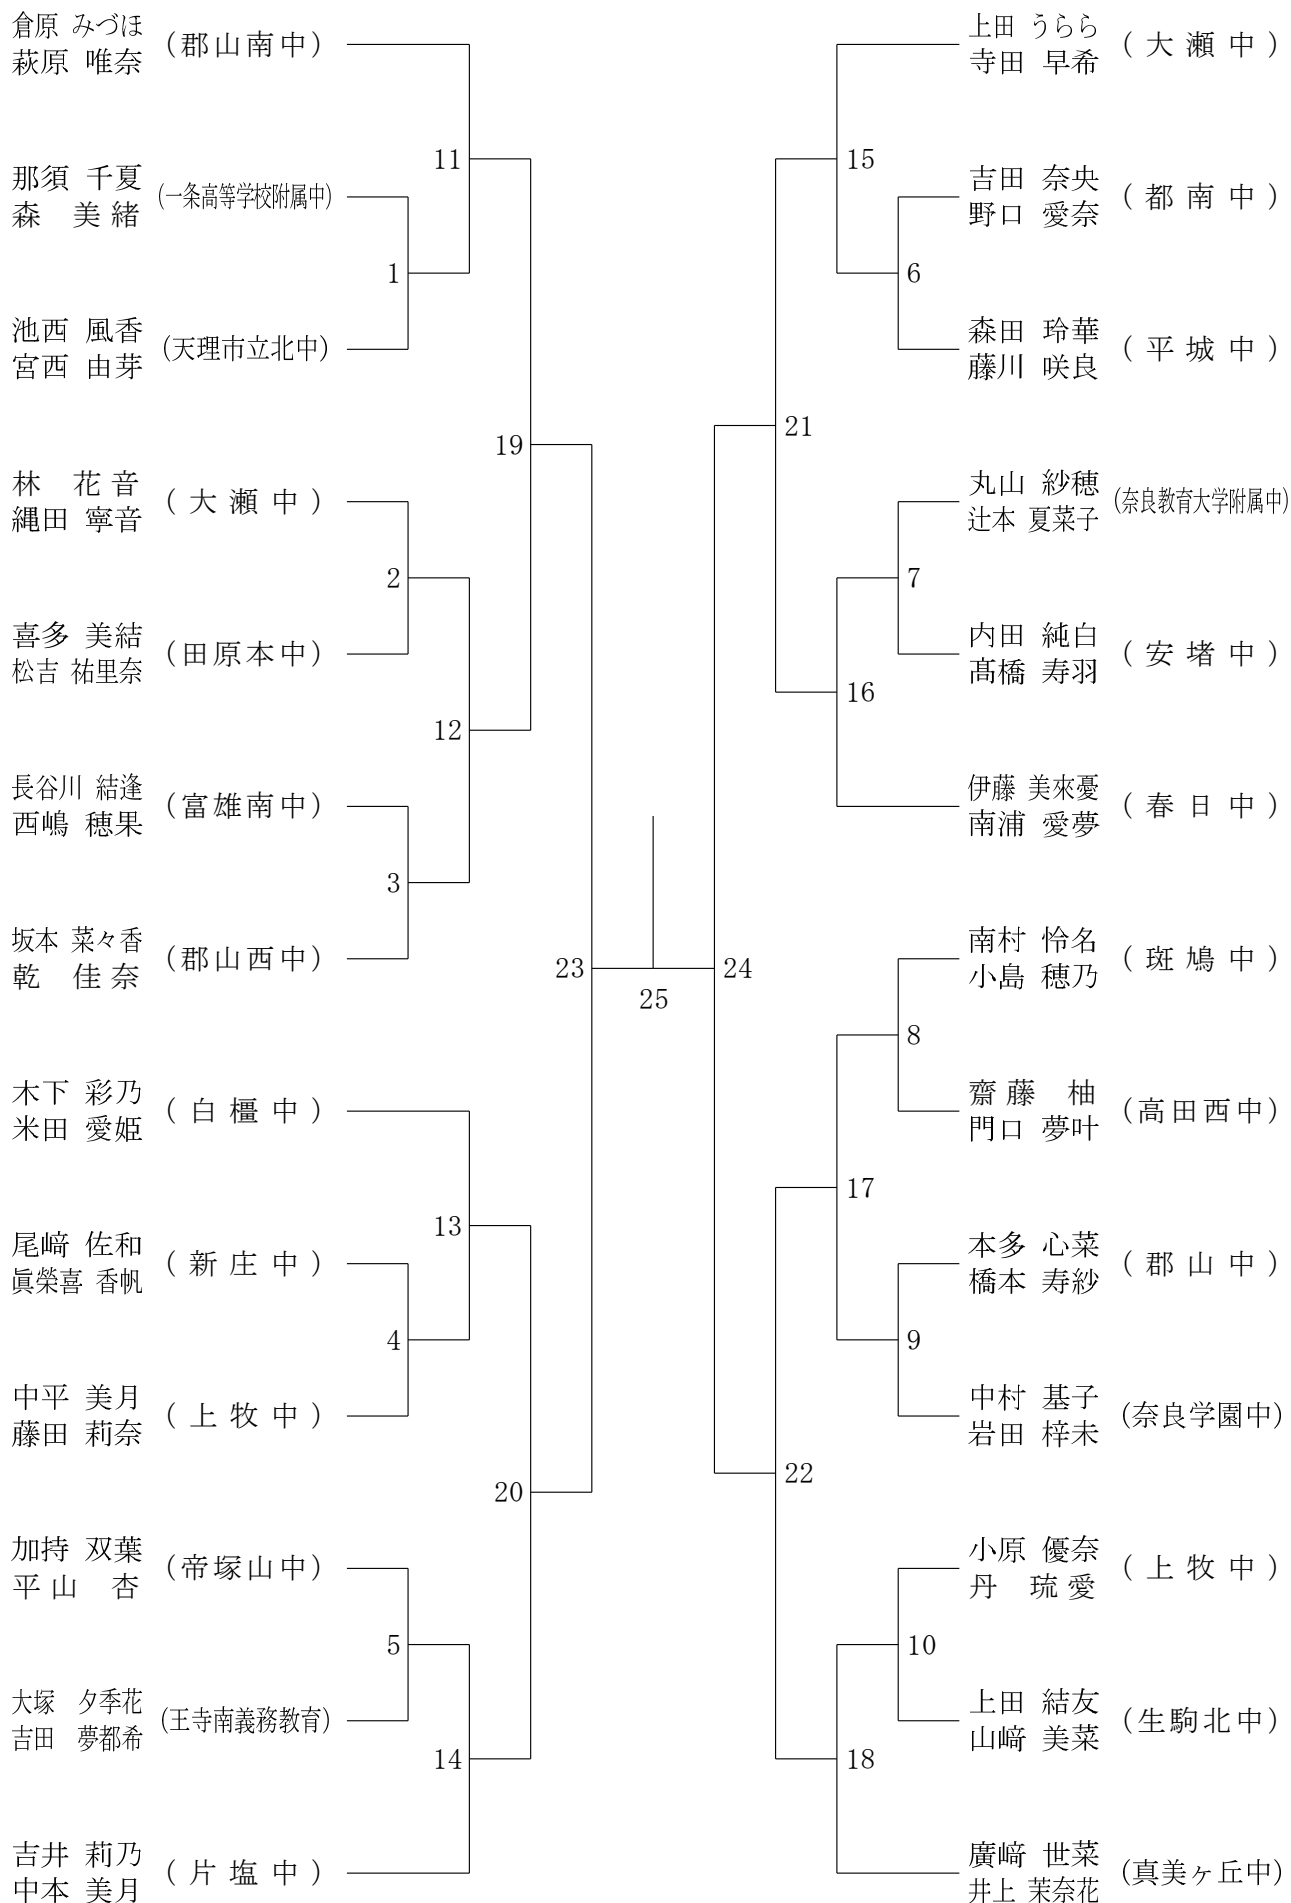 倉原 みづほ
萩原 唯奈
(郡山南中)
那須 千夏
森 美緒
(一条高等学校附属中)
池西 風香
宮西 由芽
(天理市立北中)
林 花音
縄田 寧音
(大瀬中)
喜多 美結
松吉 祐里奈
(田原本中)
長谷川 結逢
西嶋 穂果
(富雄南中)
坂本 菜々香
乾 佳奈
(郡山西中)
木下 彩乃
米田 愛姫
(白橿中)
尾﨑 佐和
眞榮喜 香帆
(新庄中)
中平 美月
藤田 莉奈
(上牧中)
加持 双葉
平山 杏
(帝塚山中)
大塚 夕季花
吉田 夢都希
(王寺南義務教育)
吉井 莉乃
中本 美月
(片塩中)
1
2
3
4
5
11
12
13
14
19
20
23
25
24
21
22
15
16
17
18
6
7
8
9
10
上田 うらら
寺田 早希
(大瀬中)
吉田 奈央
野口 愛奈
(都南中)
森田 玲華
藤川 咲良
(平城中)
丸山 紗穂
辻本 夏菜子
(奈良教育大学附属中)
内田 純白
髙橋 寿羽
(安堵中)
伊藤 美來憂
南浦 愛夢
(春日中)
南村 怜名
小島 穂乃
(斑鳩中)
齋藤 柚
門口 夢叶
(高田西中)
本多 心菜
橋本 寿紗
(郡山中)
中村 基子
岩田 梓未
(奈良学園中)
小原 優奈
丹 琉愛
(上牧中)
上田 結友
山﨑 美菜
(生駒北中)
廣﨑 世菜
井上 茉奈花
(真美ヶ丘中)